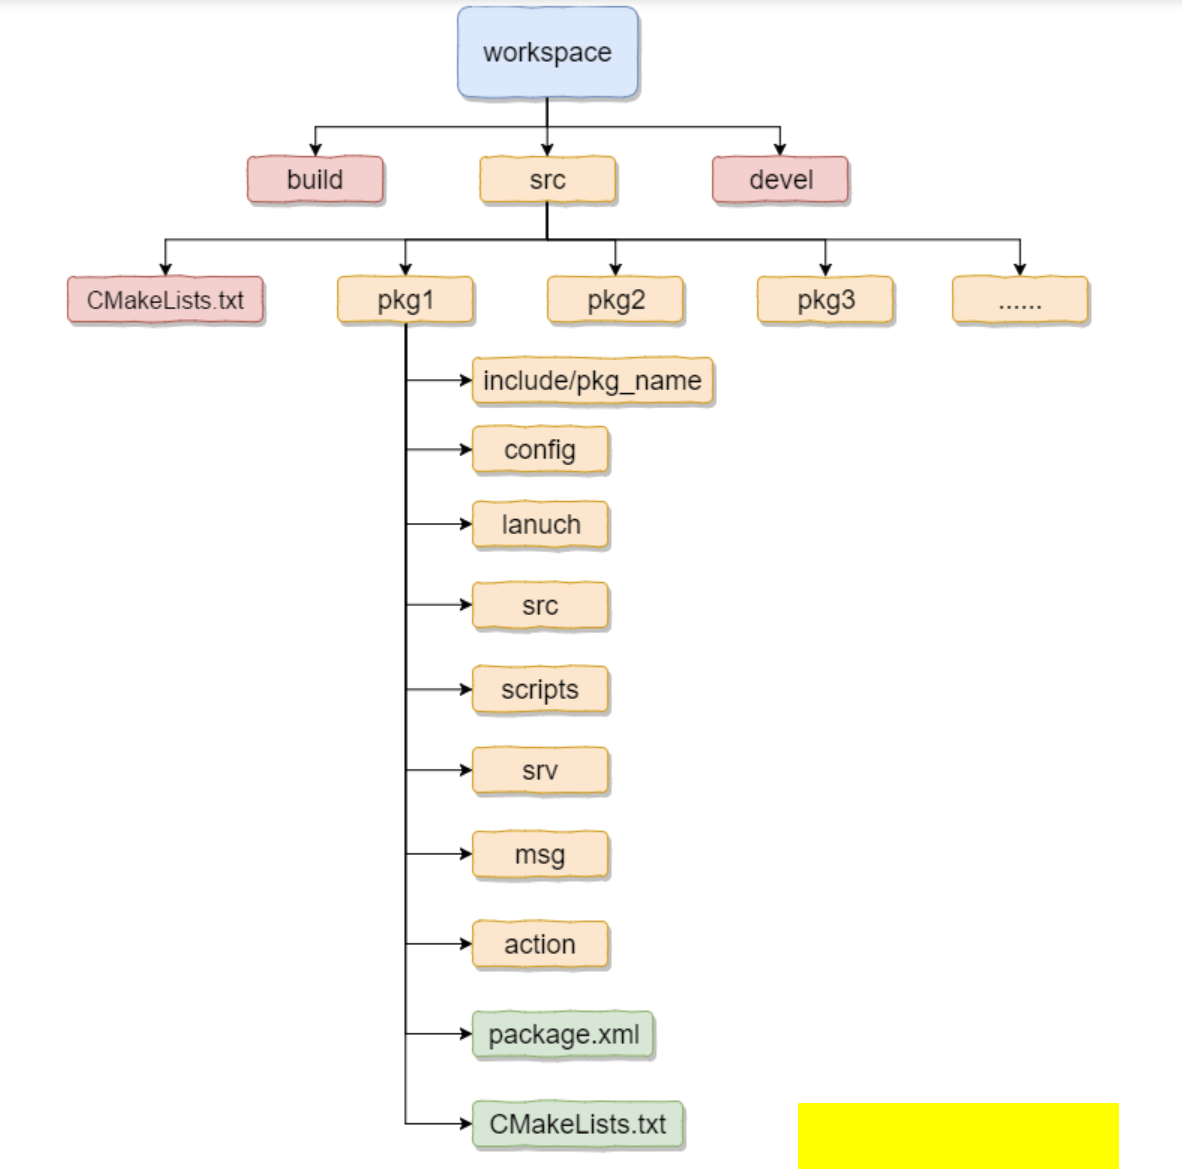 workspace
build
src
devel
CMakeLists.txt
pkg1
pkg2
pkg3
......
include/pkg_name
config
lanuch
src
scripts
srv
msg
action
package.xml
CMakeLists.txt